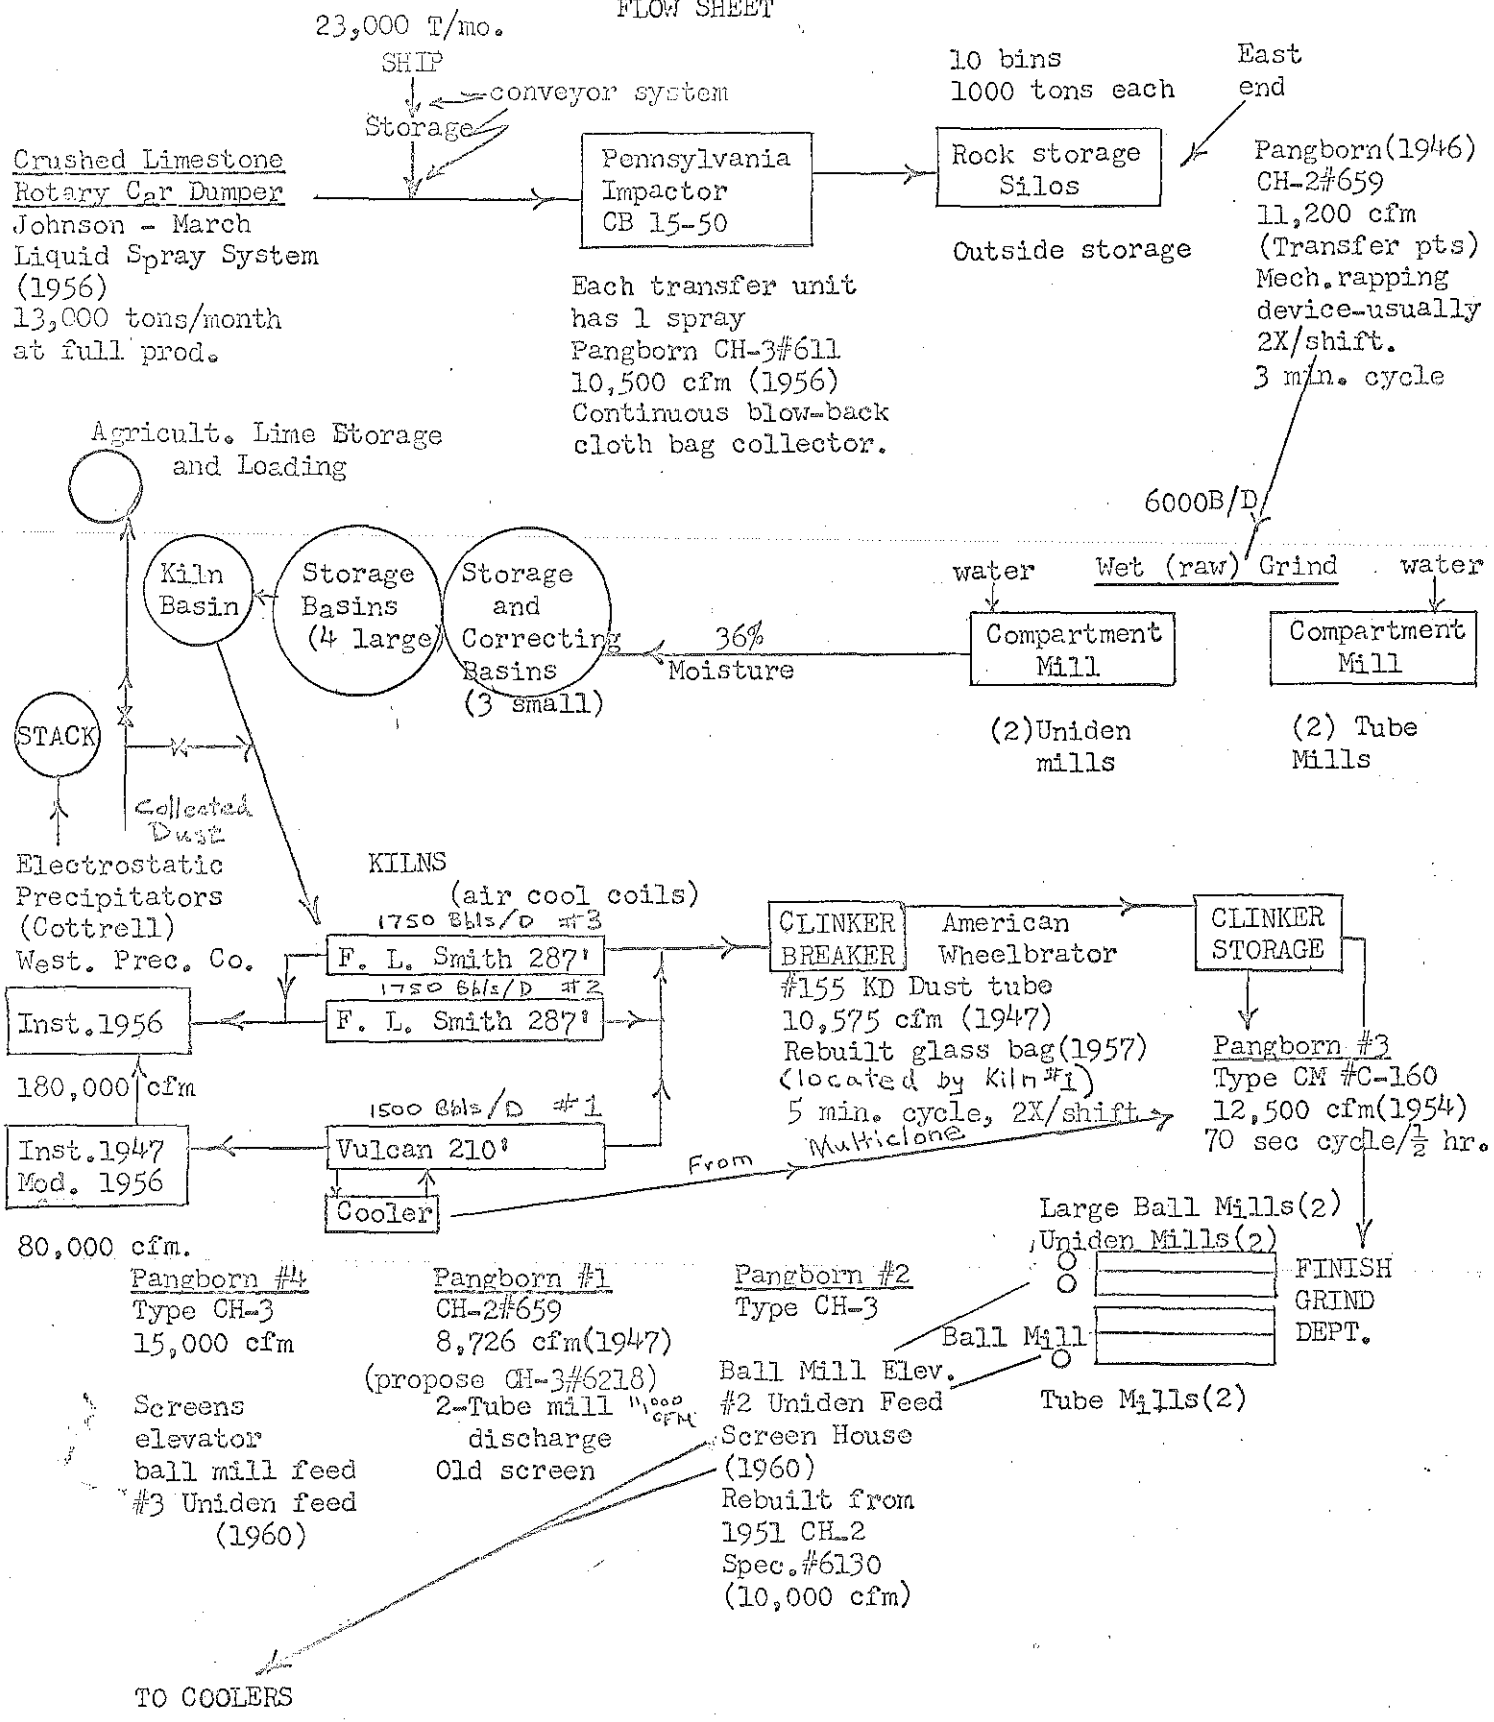 FLOW SHEET
23,000 T/mo.
SHIP
conveyor system
Storage
Crushed Limestone
Rotary Car Dumper
Johnson - March
Liquid Spray System
(1956)
13,000 tons/month
at full prod.
Pennsylvania
Impactor
CB 15-50
Each transfer unit
has 1 spray
Pangborn CH-3#611
10,500 cfm (1956)
Continuous blow-back
cloth bag collector.
10 bins
1000 tons each
Rock storage
Silos
Outside storage
East
end
Pangborn(1946)
CH-2#659
11,200 cfm
(Transfer pts)
Mech.rapping
device-usually
2X/shift.
3 min. cycle
Agricult. Lime Storage
and Loading
6000B/D
Wet (raw) Grind
water
water
Kiln
Basin
Storage
Basins
(4 large)
Storage
and
Correcting
Basins
(3 small)
36%
Moisture
Compartment
Mill
Compartment
Mill
(2)Uniden
mills
(2) Tube
Mills
STACK
Collected
Dust
Electrostatic
Precipitators
(Cottrell)
West. Prec. Co.
KILNS
(air cool coils)
1750 Bbls/D #3
F. L. Smith 287'
1750 Bbls/D #2
F. L. Smith 287'
Inst.1956
180,000 cfm
Inst.1947
Mod. 1956
80,000 cfm.
1500 Bbls/D #1
Vulcan 210'
Cooler
From Multiclone
CLINKER
BREAKER
American
Wheelbrator
#155 KD Dust tube
10,575 cfm (1947)
Rebuilt glass bag(1957)
(located by Kiln #1)
5 min. cycle, 2X/shift
CLINKER
STORAGE
Pangborn #3
Type CM #C-160
12,500 cfm(1954)
70 sec cycle/½ hr.
Large Ball Mills(2)
Uniden Mills(2)
FINISH
GRIND
DEPT.
Ball Mill
Tube Mills(2)
Pangborn #4
Type CH-3
15,000 cfm
Screens
elevator
ball mill feed
#3 Uniden feed
(1960)
Pangborn #1
CH-2#659
8,726 cfm(1947)
(propose CH-3#6218)
11,000
CFM
2-Tube mill
discharge
Old screen
Pangborn #2
Type CH-3
Ball Mill Elev.
#2 Uniden Feed
Screen House
(1960)
Rebuilt from
1951 CH-2
Spec.#6130
(10,000 cfm)
TO COOLERS